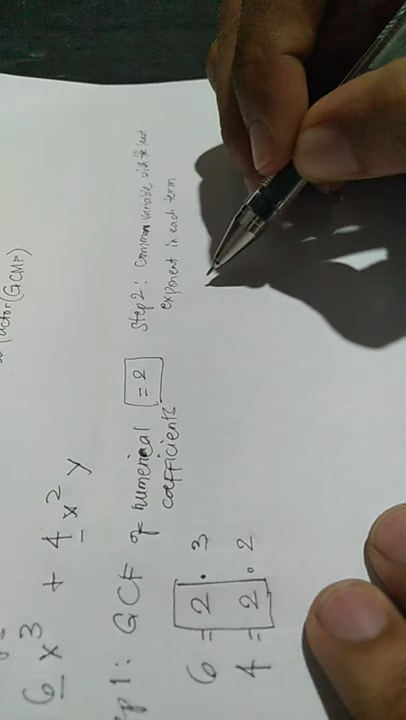 Factor (GCMF)
6x³ + 4x²y
Step 1: GCF of numerical = 2
coefficients
6 = 2 · 3
4 = 2 · 2
Step 2: Common variable with the least
exponent in each term